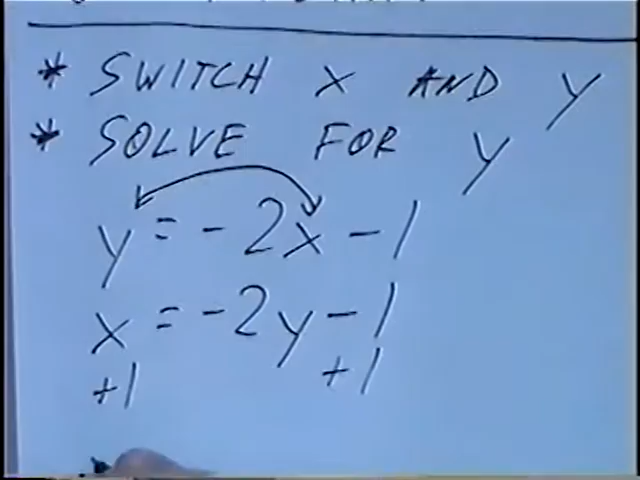 * SWITCH X AND Y
* SOLVE FOR Y
y = -2x - 1
x = -2y - 1
+1 +1